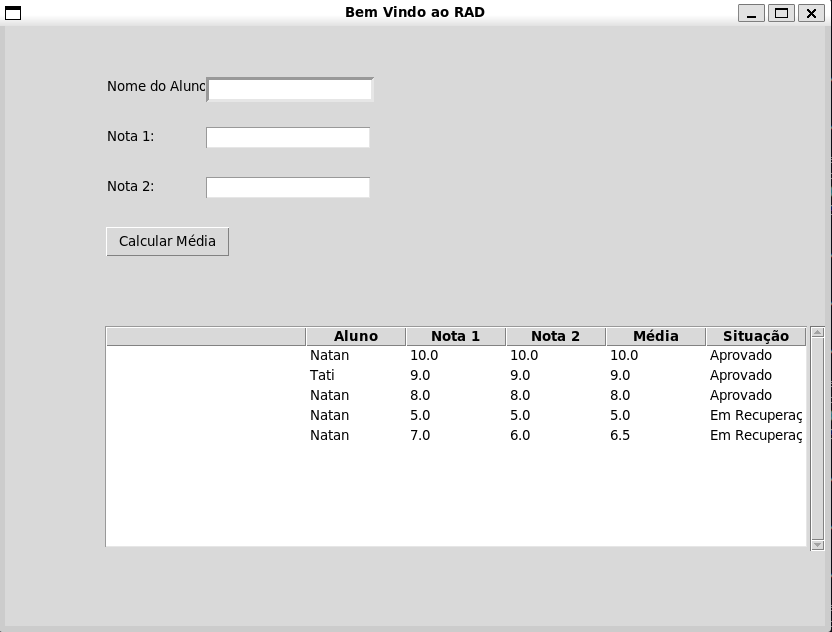 Bem Vindo ao RAD
Nome do Aluno
Nota 1:
Nota 2:
Calcular Média
Aluno Nota 1 Nota 2 Média Situação
Natan 10.0 10.0 10.0 Aprovado
Tati 9.0 9.0 9.0 Aprovado
Natan 8.0 8.0 8.0 Aprovado
Natan 5.0 5.0 5.0 Em Recuperaç
Natan 7.0 6.0 6.5 Em Recuperaç